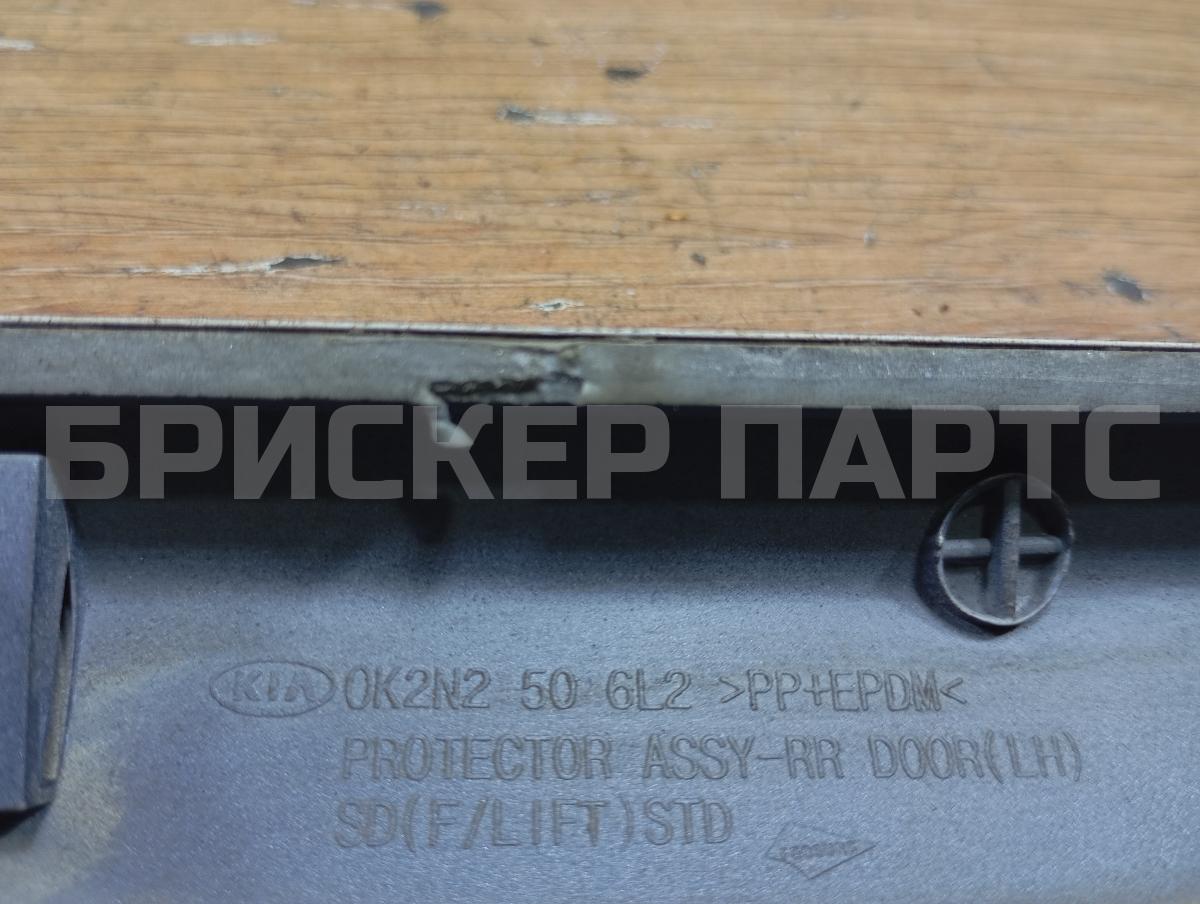 БРИСКЕР ПАРТС
KIA 0K2N2 50 6L2 >PP+EPDM<
PROTECTOR ASSY-RR DOOR(LH)
SD(F/LIFT)STD